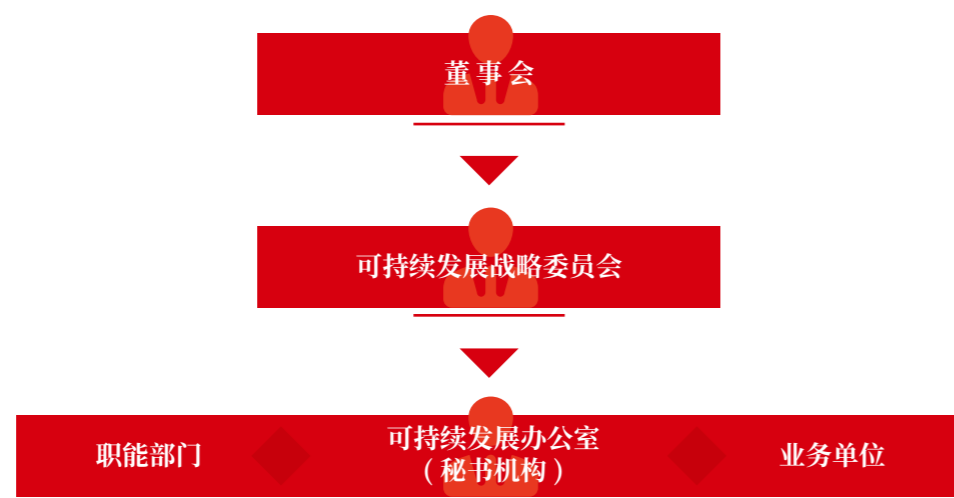 董事会
可持续发展战略委员会
职能部门
可持续发展办公室
（秘书机构）
业务单位